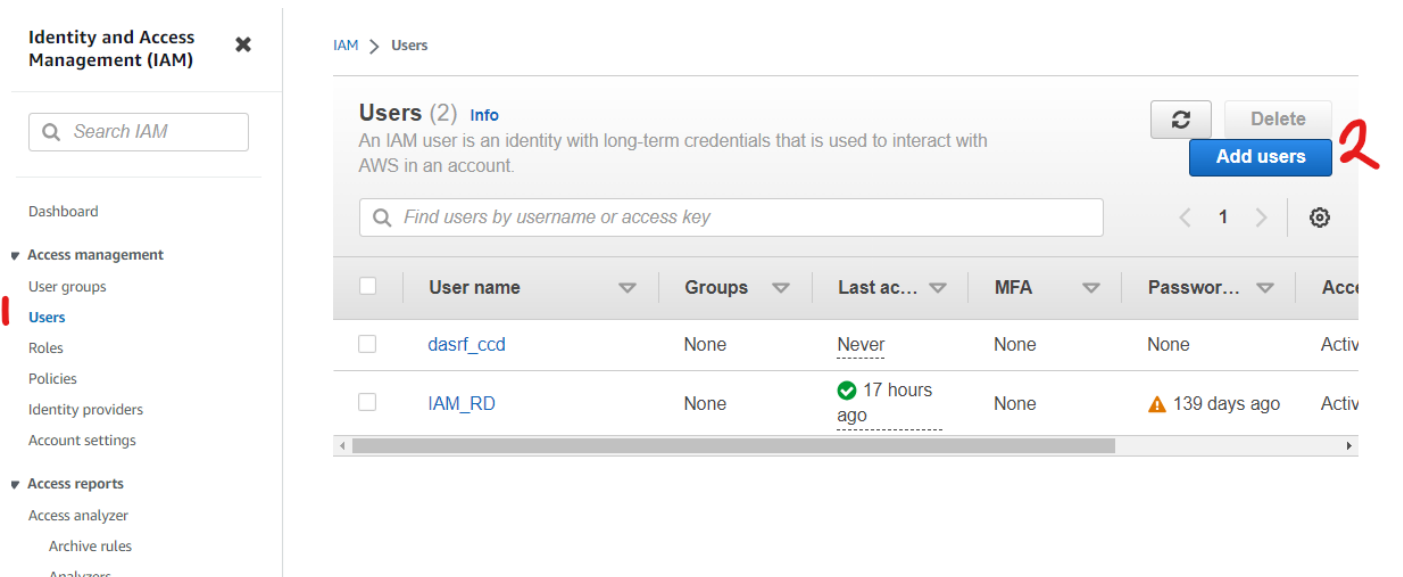 Identity and Access
Management (IAM)
Search IAM
Dashboard
Access management
User groups
1
Users
Roles
Policies
Identity providers
Account settings
Access reports
Access analyzer
Archive rules
Analyzers
IAM > Users
Users (2) Info
An IAM user is an identity with long-term credentials that is used to interact with
AWS in an account.
Delete
Add users
2
Find users by username or access key
< 1 >
User name Groups Last ac... MFA Passwor... Acce
dasrf_ccd None Never None None Activ
IAM_RD None 17 hours
ago None 139 days ago Activ